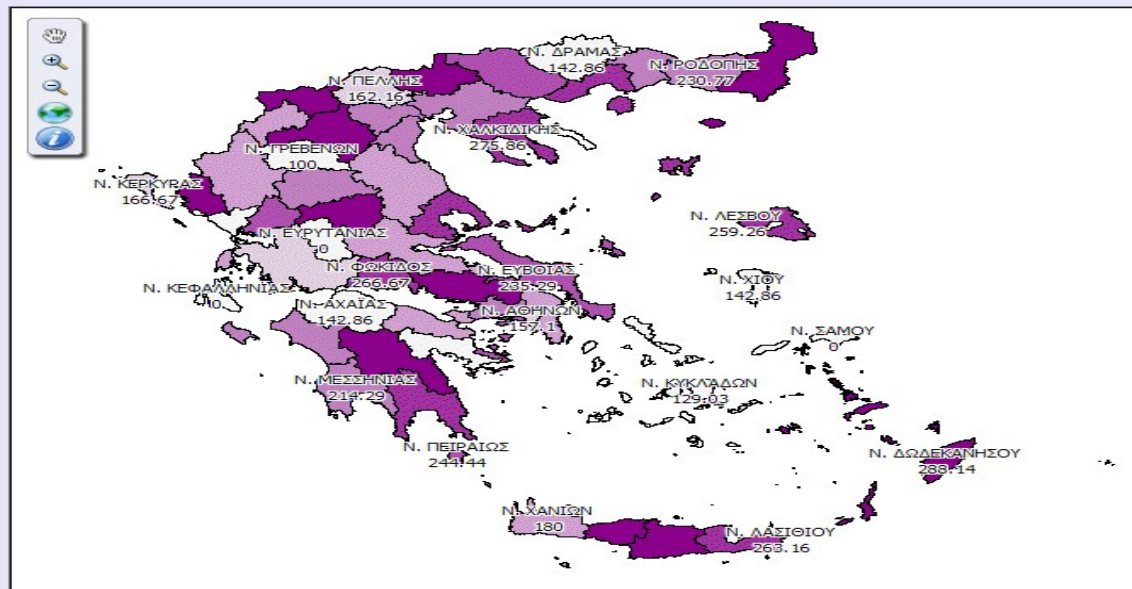 Ν. ΔΡΑΜΑΣ
142.86
Ν. ΡΟΔΟΠΗΣ
230.77
Ν. ΠΕΛΛΗΣ
162.16
Ν. ΧΑΛΚΙΔΙΚΗΣ
275.86
Ν. ΓΡΕΒΕΝΩΝ
100
Ν. ΚΕΡΚΥΡΑΣ
166.67
Ν. ΛΕΣΒΟΥ
259.26
Ν. ΕΥΡΥΤΑΝΙΑΣ
0
Ν. ΦΩΚΙΔΟΣ
266.67
Ν. ΕΥΒΟΙΑΣ
235.29
Ν. ΧΙΟΥ
142.86
Ν. ΚΕΦΑΛΛΗΝΙΑΣ
0
Ν. ΑΧΑΪΑΣ
142.86
Ν. ΑΘΗΝΩΝ
157.1
Ν. ΣΑΜΟΥ
0
Ν. ΜΕΣΣΗΝΙΑΣ
214.29
Ν. ΚΥΚΛΑΔΩΝ
129.03
Ν. ΠΕΙΡΑΙΩΣ
244.44
Ν. ΔΩΔΕΚΑΝΗΣΟΥ
288.14
Ν. ΧΑΝΙΩΝ
180
Ν. ΛΑΣΙΘΙΟΥ
263.16